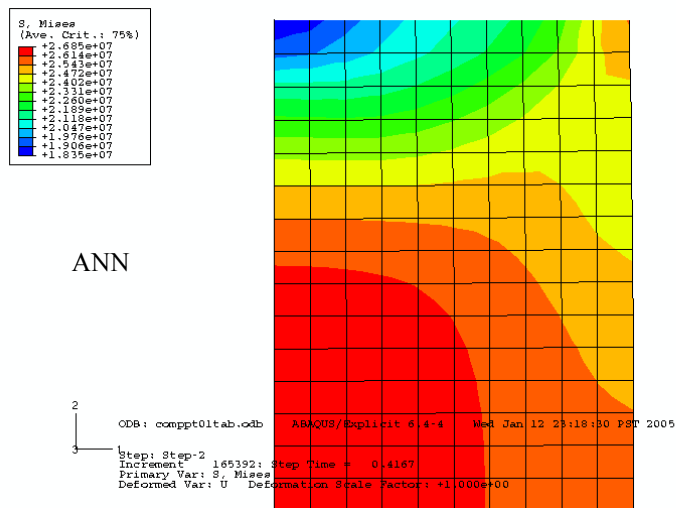 S, Mises
(Ave. Crit.: 75%)
+2.685e+07
+2.614e+07
+2.543e+07
+2.472e+07
+2.402e+07
+2.331e+07
+2.260e+07
+2.189e+07
+2.118e+07
+2.047e+07
+1.976e+07
+1.906e+07
+1.835e+07
ANN
2
3 1
ODB: comppt01tab.odb ABAQUS/Explicit 6.4-4 Wed Jan 12 23:18:30 PST 2005
Step: Step-2
Increment 165392: Step Time = 0.4167
Primary Var: S, Mises
Deformed Var: U Deformation Scale Factor: +1.000e+00